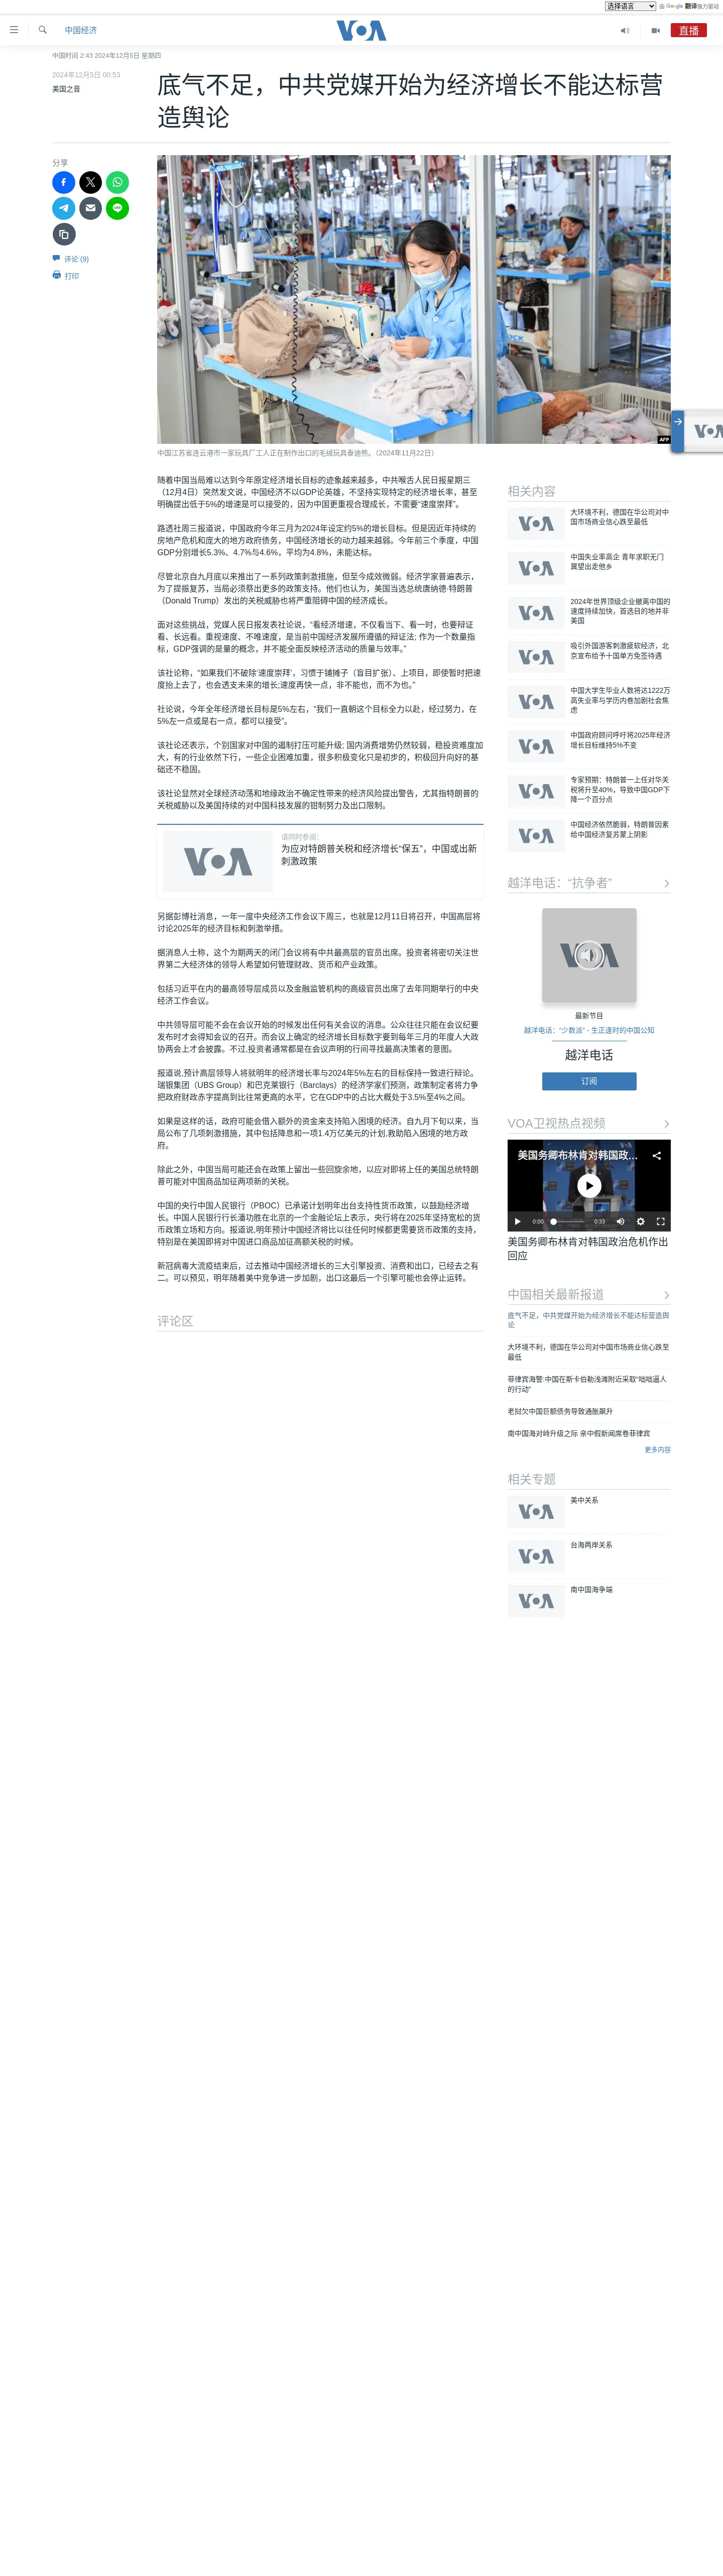 选择语言
由 Google 翻译强力驱动
中国经济
VOA
直播
中国时间 2:43 2024年12月5日 星期四
2024年12月5日 00:53
美国之音
底气不足，中共党媒开始为经济增长不能达标营
造舆论
分享
评论 (9)
打印
AFP
中国江苏省连云港市一家玩具厂工人正在制作出口的毛绒玩具泰迪熊。（2024年11月22日）
随着中国当局难以达到今年原定经济增长目标的迹象越来越多，中共喉舌人民日报星期三
（12月4日）突然发文说，中国经济不以GDP论英雄，不坚持实现特定的经济增长率，甚至
明确提出低于5%的增速是可以接受的，因为中国更重视合理成长，不需要“速度崇拜”。
路透社周三报道说，中国政府今年三月为2024年设定约5%的增长目标。但是因近年持续的
房地产危机和庞大的地方政府债务，中国经济增长的动力越来越弱。今年前三个季度，中国
GDP分别增长5.3%、4.7%与4.6%，平均为4.8%，未能达标。
尽管北京自九月底以来推出了一系列政策刺激措施，但至今成效微弱。经济学家普遍表示，
为了提振复苏，当局必须祭出更多的政策支持。他们也认为，美国当选总统唐纳德·特朗普
（Donald Trump）发出的关税威胁也将严重阻碍中国的经济成长。
面对这些挑战，党媒人民日报发表社论说，“看经济增速，不仅看当下、看一时，也要辩证
看、长远看。重视速度、不唯速度，是当前中国经济发展所遵循的辩证法; 作为一个数量指
标，GDP强调的是量的概念，并不能全面反映经济活动的质量与效率。”
该社论称，“如果我们不破除‘速度崇拜’，习惯于铺摊子（盲目扩张）、上项目，即使暂时把速
度抬上去了，也会透支未来的增长;速度再快一点，非不能也，而不为也。”
社论说，今年全年经济增长目标是5%左右，“我们一直朝这个目标全力以赴，经过努力，在
5%左一点或是右一点，都可以接受”。
该社论还表示，个别国家对中国的遏制打压可能升级; 国内消费增势仍然较弱，稳投资难度加
大，有的行业依然下行，一些企业困难加重，很多积极变化只是初步的，积极回升向好的基
础还不稳固。
该社论显然对全球经济动荡和地缘政治不确定性带来的经济风险提出警告，尤其指特朗普的
关税威胁以及美国持续的对中国科技发展的钳制努力及出口限制。
VOA
请同时参阅:
为应对特朗普关税和经济增长“保五”，中国或出新
刺激政策
另据彭博社消息，一年一度中央经济工作会议下周三，也就是12月11日将召开，中国高层将
讨论2025年的经济目标和刺激举措。
据消息人士称，这个为期两天的闭门会议将有中共最高层的官员出席。投资者将密切关注世
界第二大经济体的领导人希望如何管理财政、货币和产业政策。
包括习近平在内的最高领导层成员以及金融监管机构的高级官员出席了去年同期举行的中央
经济工作会议。
中共领导层可能不会在会议开始的时候发出任何有关会议的消息。公众往往只能在会议纪要
发布时才会得知会议的召开。而会议上确定的经济增长目标数字要到每年三月的年度人大政
协两会上才会披露。不过,投资者通常都是在会议声明的行间寻找最高决策者的意图。
报道说,预计高层领导人将就明年的经济增长率与2024年5%左右的目标保持一致进行辩论。
瑞银集团（UBS Group）和巴克莱银行（Barclays）的经济学家们预测，政策制定者将力争
把政府财政赤字提高到比往常更高的水平，它在GDP中的占比大概处于3.5%至4%之间。
如果是这样的话，政府可能会借入额外的资金来支持陷入困境的经济。自九月下旬以来，当
局公布了几项刺激措施，其中包括降息和一项1.4万亿美元的计划,救助陷入困境的地方政
府。
除此之外，中国当局可能还会在政策上留出一些回旋余地，以应对即将上任的美国总统特朗
普可能对中国商品加征两项新的关税。
中国的央行中国人民银行（PBOC）已承诺计划明年出台支持性货币政策，以鼓励经济增
长。中国人民银行行长潘功胜在北京的一个金融论坛上表示，央行将在2025年坚持宽松的货
币政策立场和方向。报道说,明年预计中国经济将比以往任何时候都更需要货币政策的支持，
特别是在美国即将对中国进口商品加征高额关税的时候。
新冠病毒大流疫结束后，过去推动中国经济增长的三大引擎投资、消费和出口，已经去之有
二。可以预见，明年随着美中竞争进一步加剧，出口这最后一个引擎可能也会停止运转。
评论区
相关内容
大环境不利，德国在华公司对中
国市场商业信心跌至最低
中国失业率高企 青年求职无门
冀望出走他乡
2024年世界顶级企业撤离中国的
速度持续加快，首选目的地并非
美国
吸引外国游客刺激疲软经济，北
京宣布给予十国单方免签待遇
中国大学生毕业人数将达1222万
高失业率与学历内卷加剧社会焦
虑
中国政府顾问呼吁将2025年经济
增长目标维持5%不变
专家预期：特朗普一上任对华关
税将升至40%，导致中国GDP下
降一个百分点
中国经济依然脆弱，特朗普因素
给中国经济复苏蒙上阴影
越洋电话：“抗争者”
最新节目
越洋电话：“少数派” - 生正逢时的中国公知
越洋电话
订阅
VOA卫视热点视频
美国务卿布林肯对韩国政…
0:00
0:33
美国务卿布林肯对韩国政治危机作出
回应
中国相关最新报道
底气不足，中共党媒开始为经济增长不能达标营造舆
论
大环境不利，德国在华公司对中国市场商业信心跌至
最低
菲律宾海警:中国在斯卡伯勒浅滩附近采取“咄咄逼人
的行动”
老挝欠中国巨额债务导致通胀飙升
南中国海对峙升级之际 亲中假新闻席卷菲律宾
更多内容
相关专题
美中关系
台海两岸关系
南中国海争端